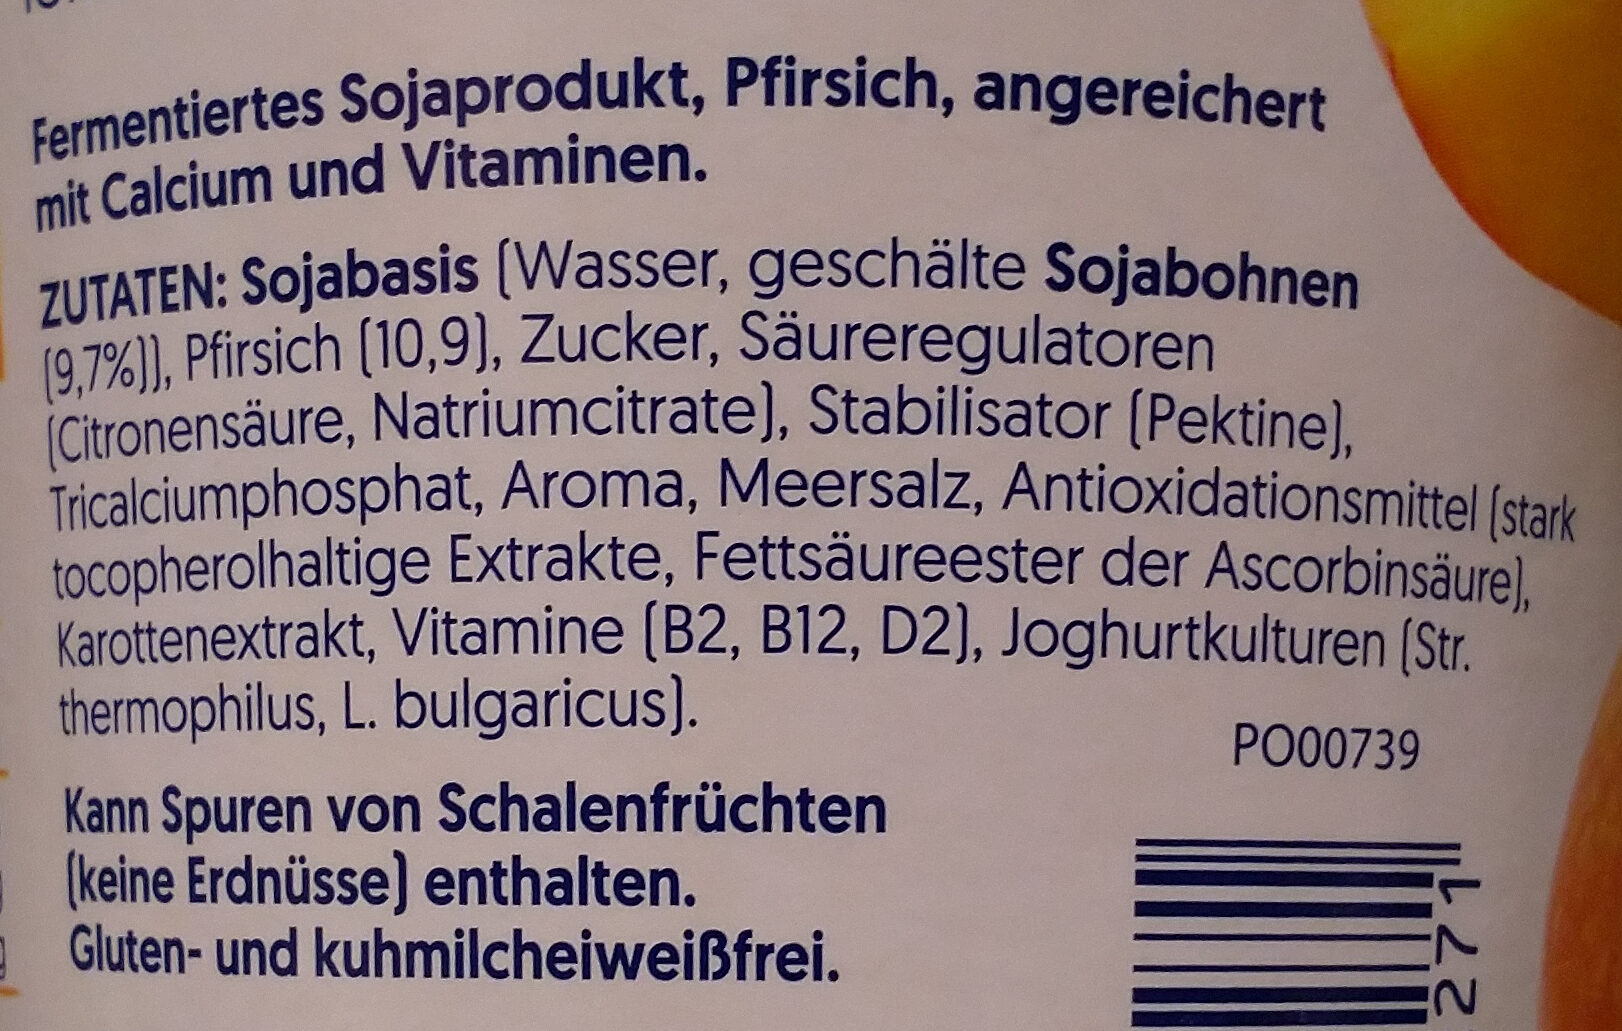 Fermentiertes Sojaprodukt, Pfirsich, angereichert
mit Calcium und Vitaminen.
ZUTATEN: Sojabasis (Wasser, geschälte Sojabohnen
(9,7%)), Pfirsich (10,9), Zucker, Säureregulatoren
(Citronensäure, Natriumcitrate), Stabilisator (Pektine),
Tricalciumphosphat, Aroma, Meersalz, Antioxidationsmittel (stark
tocopherolhaltige Extrakte, Fettsäureester der Ascorbinsäure),
Karottenextrakt, Vitamine (B2, B12, D2), Joghurtkulturen (Str.
thermophilus, L. bulgaricus).
PO00739
Kann Spuren von Schalenfrüchten
(keine Erdnüsse) enthalten.
Gluten- und kuhmilcheiweißfrei.
271